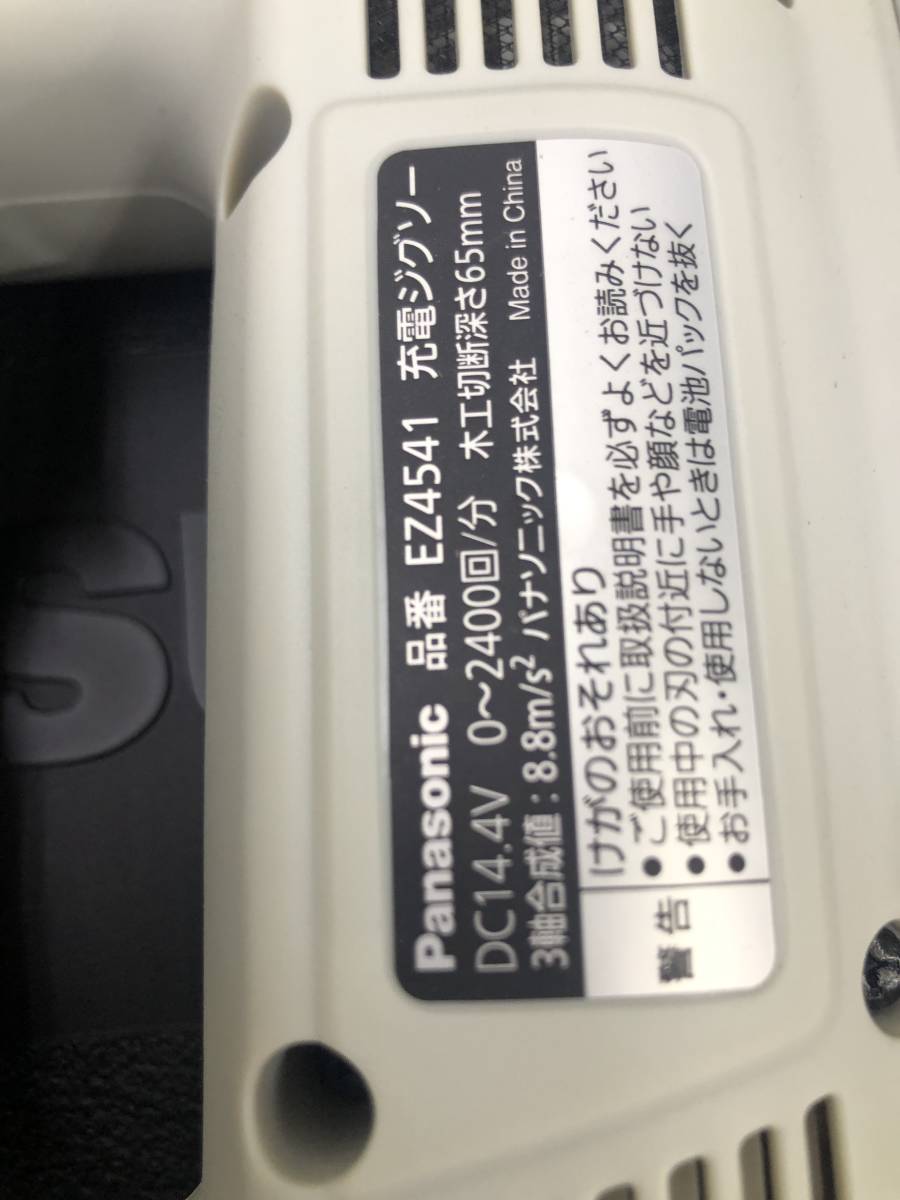 Panasonic 品番 EZ4541 充電ジグソー
DC14.4V 0～2400回/分 木工切断深さ65mm
3軸合成値：8.8m/s² パナソニック株式会社 Made in China
警告
けがのおそれあり
●ご使用前に取扱説明書を必ずよくお読みください
●使用中の刃の付近に手や顔などを近づけない
●お手入れ・使用しないときは電池パックを抜く